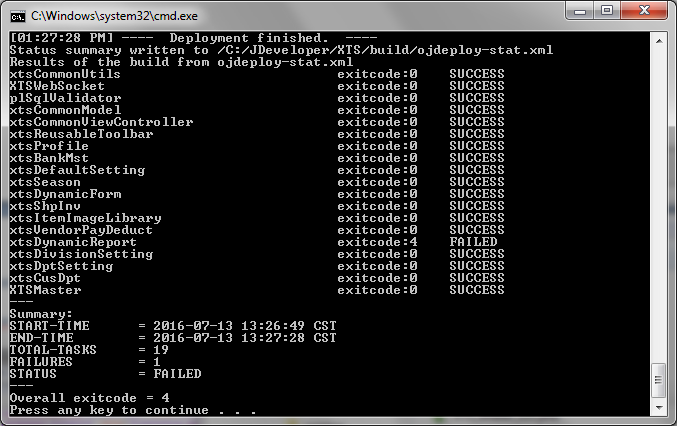 C:\Windows\system32\cmd.exe
[01:27:28 PM] ----  Deployment finished.  ----
Status summary written to /C:/JDeveloper/XTS/build/ojdeploy-stat.xml
Results of the build from ojdeploy-stat.xml
xtsCommonUtils exitcode:0 SUCCESS
XTSWebSocket exitcode:0 SUCCESS
plSqlValidator exitcode:0 SUCCESS
xtsCommonModel exitcode:0 SUCCESS
xtsCommonViewController exitcode:0 SUCCESS
xtsReusableToolbar exitcode:0 SUCCESS
xtsProfile exitcode:0 SUCCESS
xtsBankMst exitcode:0 SUCCESS
xtsDefaultSetting exitcode:0 SUCCESS
xtsSeason exitcode:0 SUCCESS
xtsDynamicForm exitcode:0 SUCCESS
xtsShpInv exitcode:0 SUCCESS
xtsItemImageLibrary exitcode:0 SUCCESS
xtsVendorPayDeduct exitcode:0 SUCCESS
xtsDynamicReport exitcode:4 FAILED
xtsDivisionSetting exitcode:0 SUCCESS
xtsDptSetting exitcode:0 SUCCESS
xtsCusDpt exitcode:0 SUCCESS
XTSMaster exitcode:0 SUCCESS
---
Summary:
START-TIME = 2016-07-13 13:26:49 CST
END-TIME = 2016-07-13 13:27:28 CST
TOTAL-TASKS = 19
FAILURES = 1
STATUS = FAILED
---
Overall exitcode = 4
Press any key to continue . . .